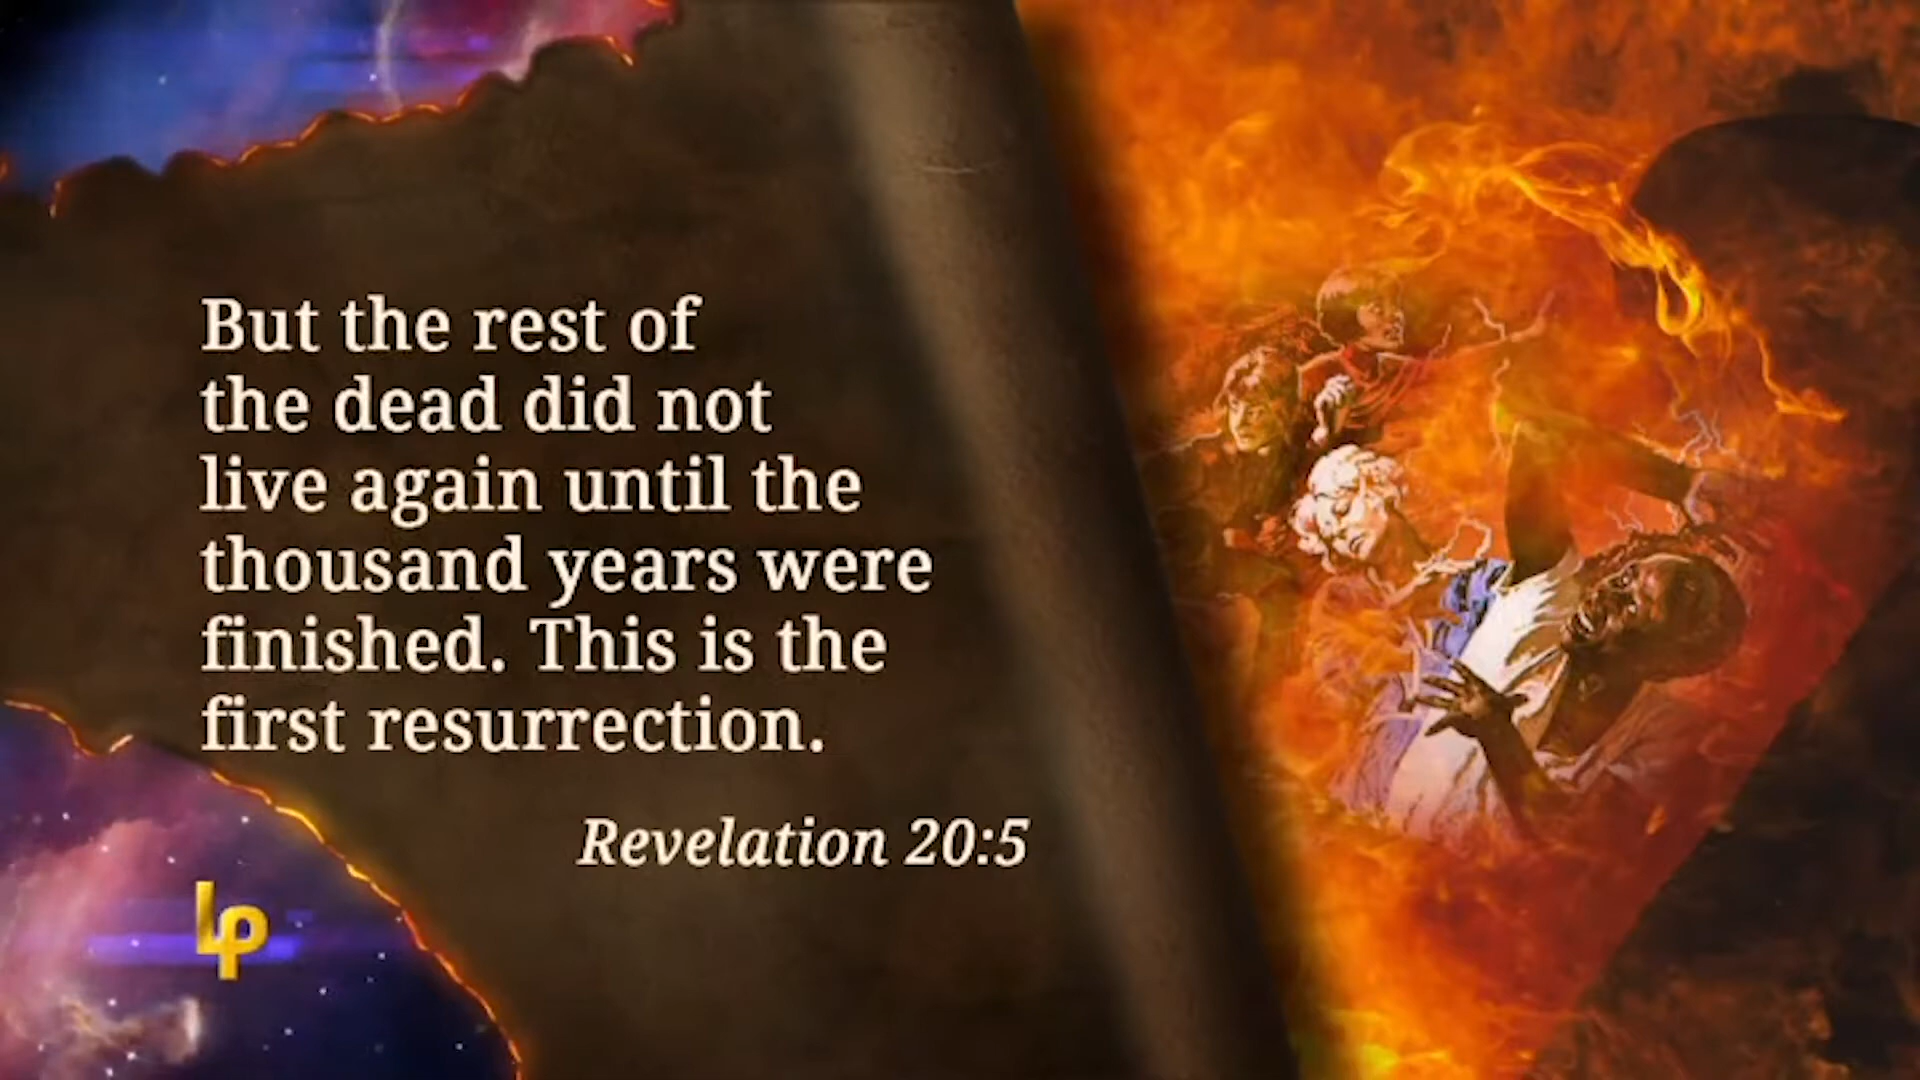 But the rest of
the dead did not
live again until the
thousand years were
finished. This is the
first resurrection.
Revelation 20:5
LP